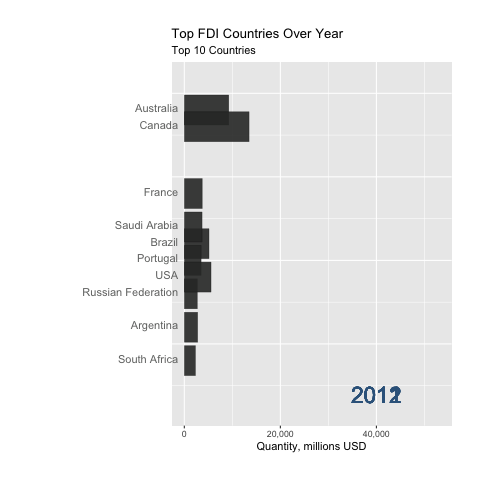 Top FDI Countries Over Year
Top 10 Countries
Australia
Canada
France
Saudi Arabia
Brazil
Portugal
USA
Russian Federation
Argentina
South Africa
0
20,000
40,000
Quantity, millions USD